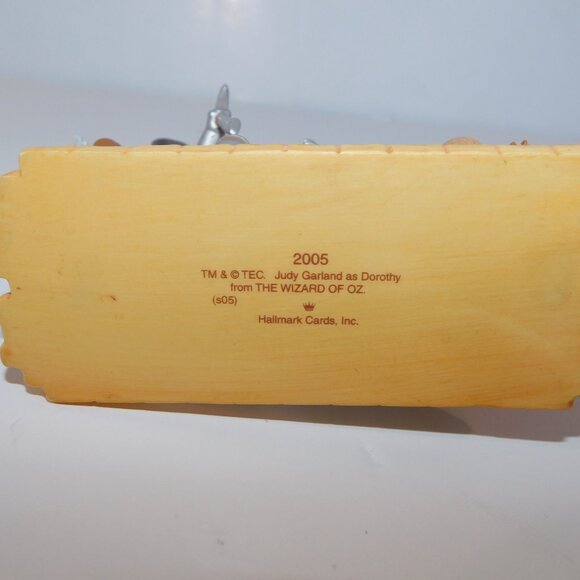 2005
TM & © TEC. Judy Garland as Dorothy
from THE WIZARD OF OZ.
(s05)
Hallmark Cards, Inc.